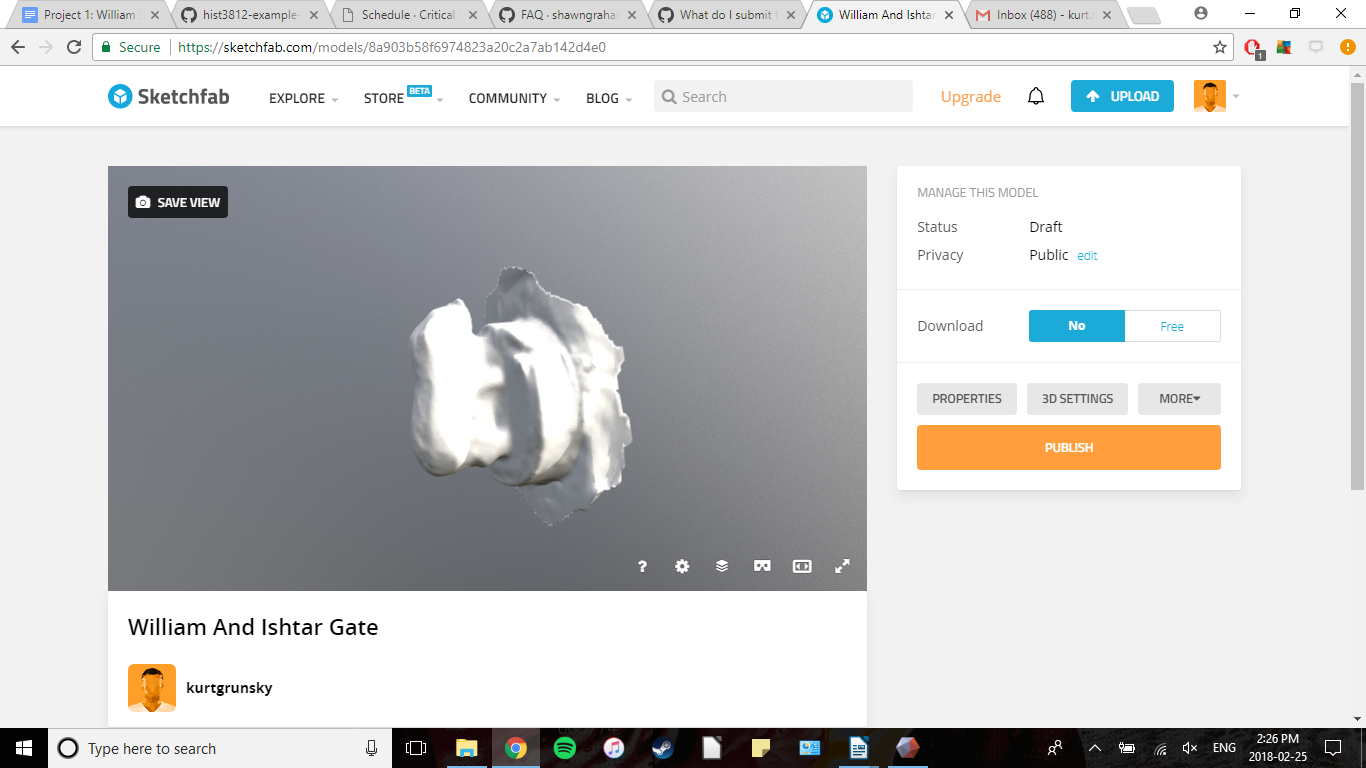 Project 1: William
hist3812-example-
Schedule · Critical
FAQ · shawngraha
What do I submit
William And Ishtar
Inbox (488) - kurt.
Secure
https://sketchfab.com/models/8a903b58f6974823a20c2a7ab142d4e0
1
Sketchfab
EXPLORE
STORE BETA
COMMUNITY
BLOG
Search
Upgrade
UPLOAD
SAVE VIEW
MANAGE THIS MODEL
Status Draft
Privacy Public edit
Download No Free
PROPERTIES
3D SETTINGS
MORE
PUBLISH
?
William And Ishtar Gate
kurtgrunsky
Type here to search
ENG
2:26 PM
2018-02-25